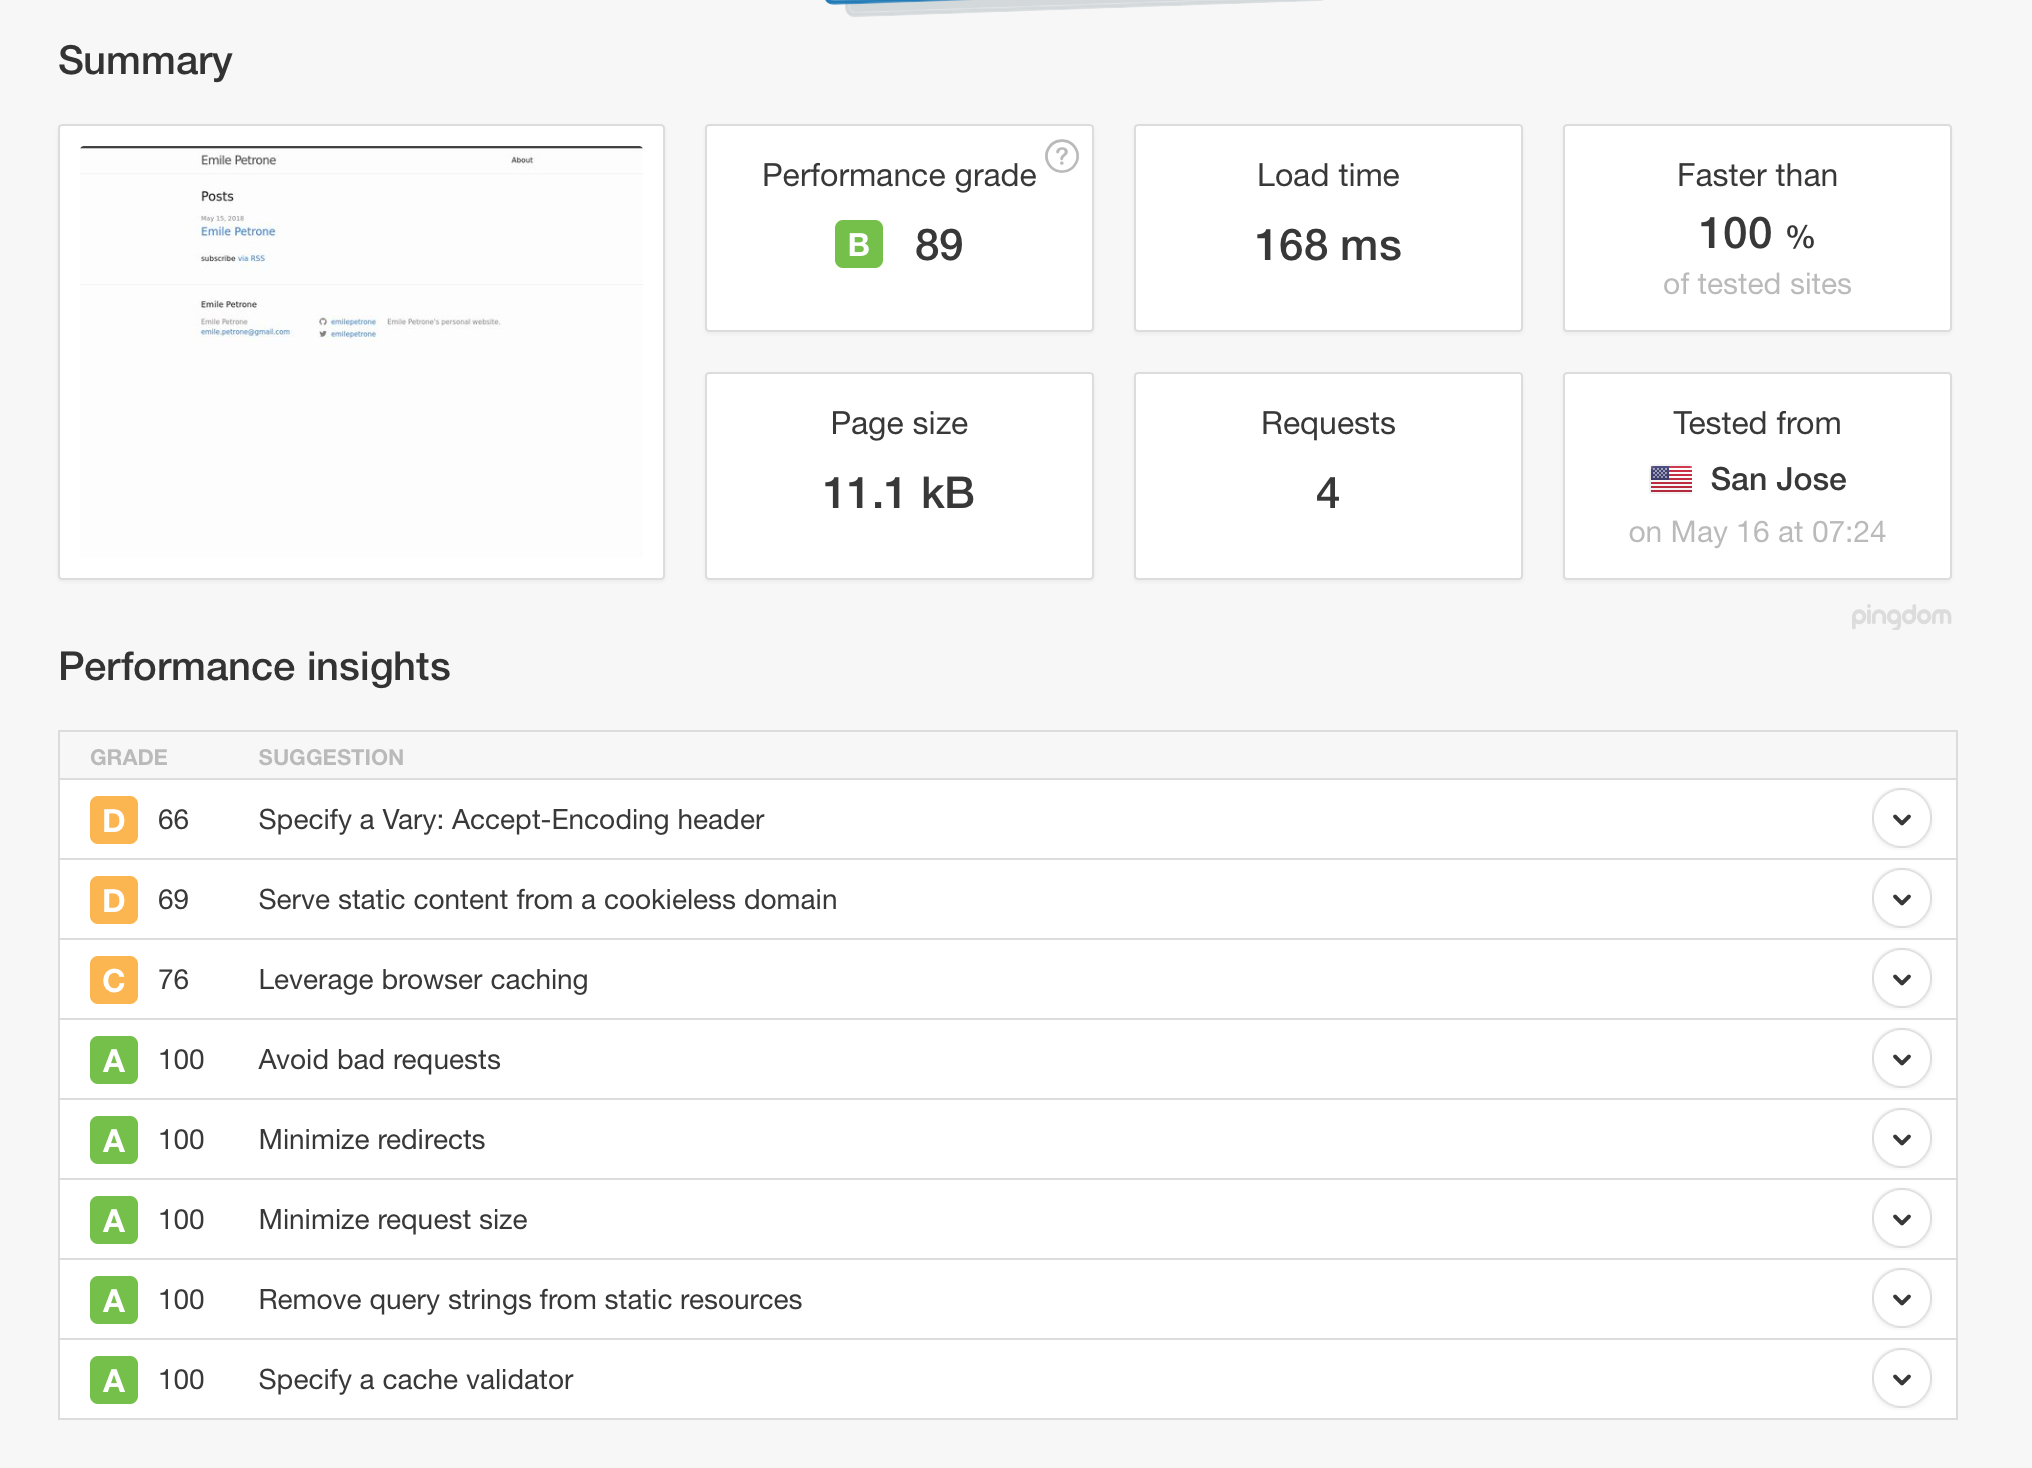 Summary
Emile Petrone
About
Posts
May 15, 2018
Emile Petrone
subscribe via RSS
Emile Petrone
Emile Petrone
emile.petrone@gmail.com
emilepetrone
emilepetrone
Emile Petrone's personal website.
Performance grade ?
B 89
Load time
168 ms
Faster than
100 %
of tested sites
Page size
11.1 kB
Requests
4
Tested from
San Jose
on May 16 at 07:24
pingdom
Performance insights
GRADE SUGGESTION
D 66 Specify a Vary: Accept-Encoding header
D 69 Serve static content from a cookieless domain
C 76 Leverage browser caching
A 100 Avoid bad requests
A 100 Minimize redirects
A 100 Minimize request size
A 100 Remove query strings from static resources
A 100 Specify a cache validator